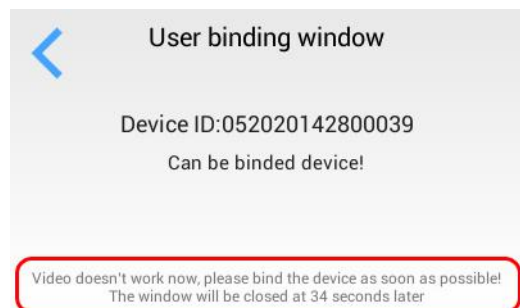 User binding window
Device ID:052020142800039
Can be binded device!
Video doesn't work now, please bind the device as soon as possible!
The window will be closed at 34 seconds later